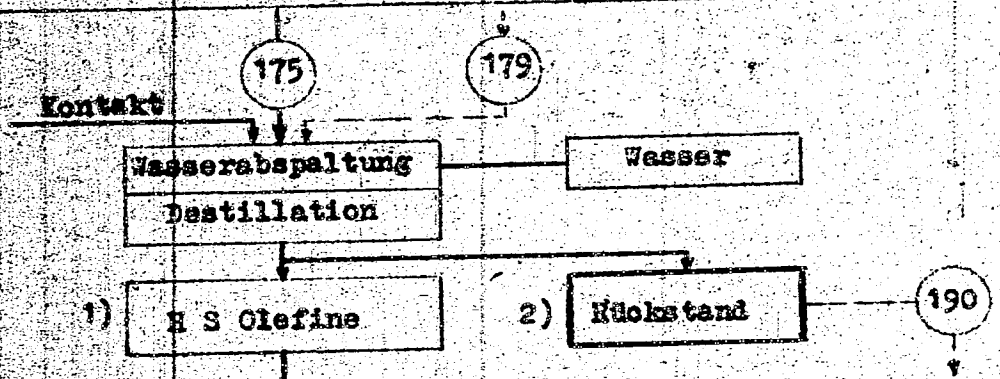 175
179
Kontakt
Wasserabspaltung
Wasser
Destillation
1) H S Olefine
2) Rückstand
190